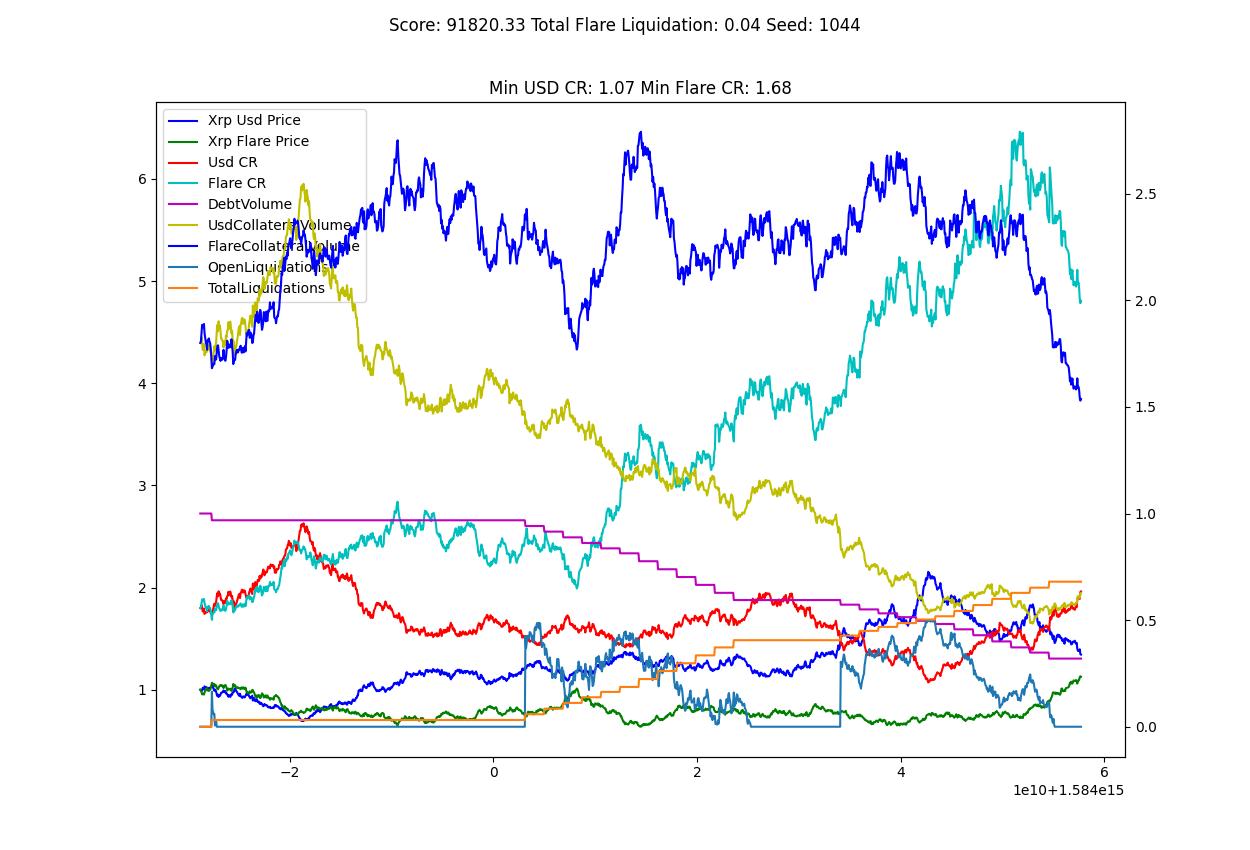 Score: 91820.33 Total Flare Liquidation: 0.04 Seed: 1044
Min USD CR: 1.07 Min Flare CR: 1.68
Xrp Usd Price
Xrp Flare Price
Usd CR
Flare CR
DebtVolume
UsdCollateralVolume
FlareCollateralVolume
OpenLiquidations
TotalLiquidations
6
5
4
3
2
1
2.5
2.0
1.5
1.0
0.5
0.0
−2
0
2
4
6
1e10+1.584e15